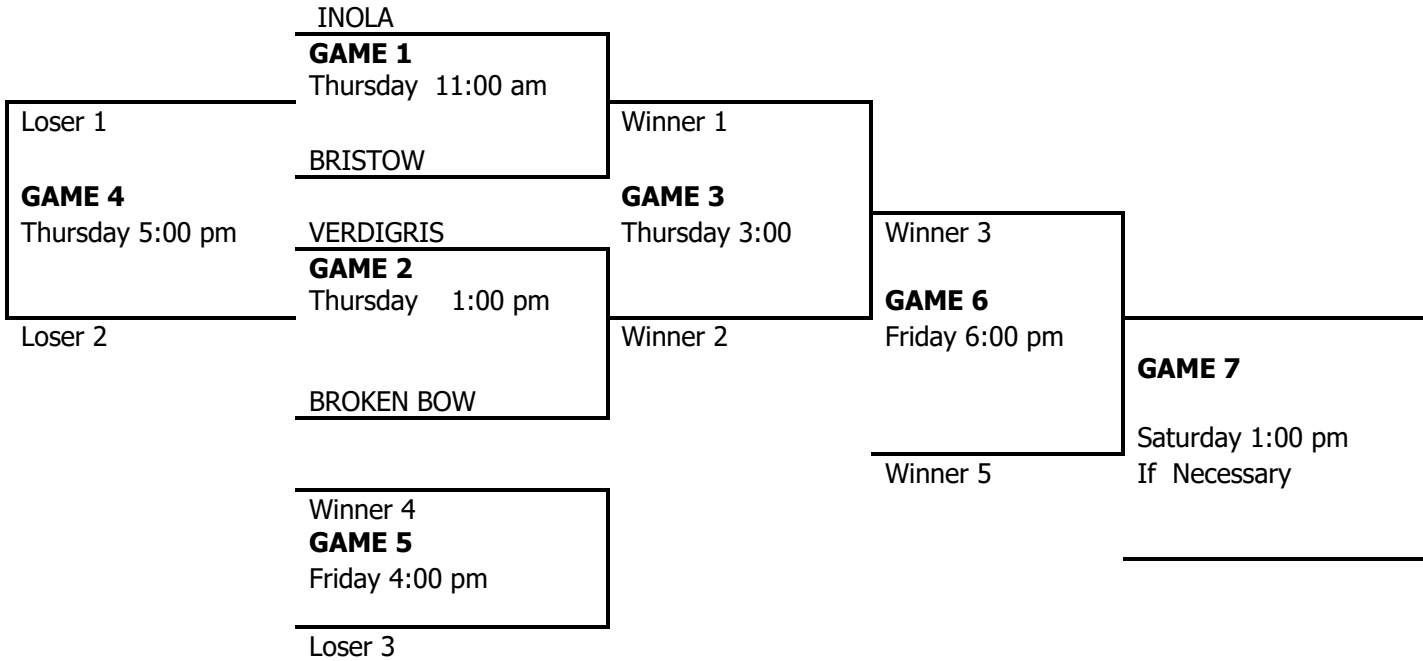 INOLA
GAME 1
Thursday 11:00 am
Loser 1
Winner 1
BRISTOW
GAME 4
GAME 3
Thursday 5:00 pm
VERDIGRIS
Thursday 3:00
Winner 3
GAME 2
Thursday 1:00 pm
GAME 6
Loser 2
Winner 2
Friday 6:00 pm
GAME 7
BROKEN BOW
Saturday 1:00 pm
Winner 5
If Necessary
Winner 4
GAME 5
Friday 4:00 pm
Loser 3